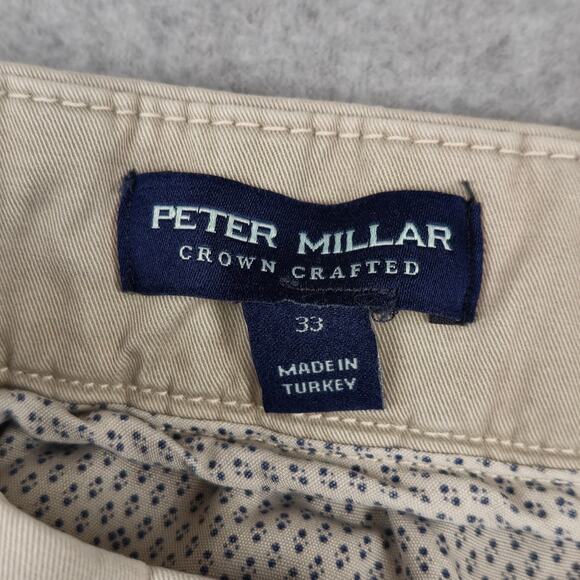 PETER MILLAR
CROWN CRAFTED
33
MADE IN
TURKEY